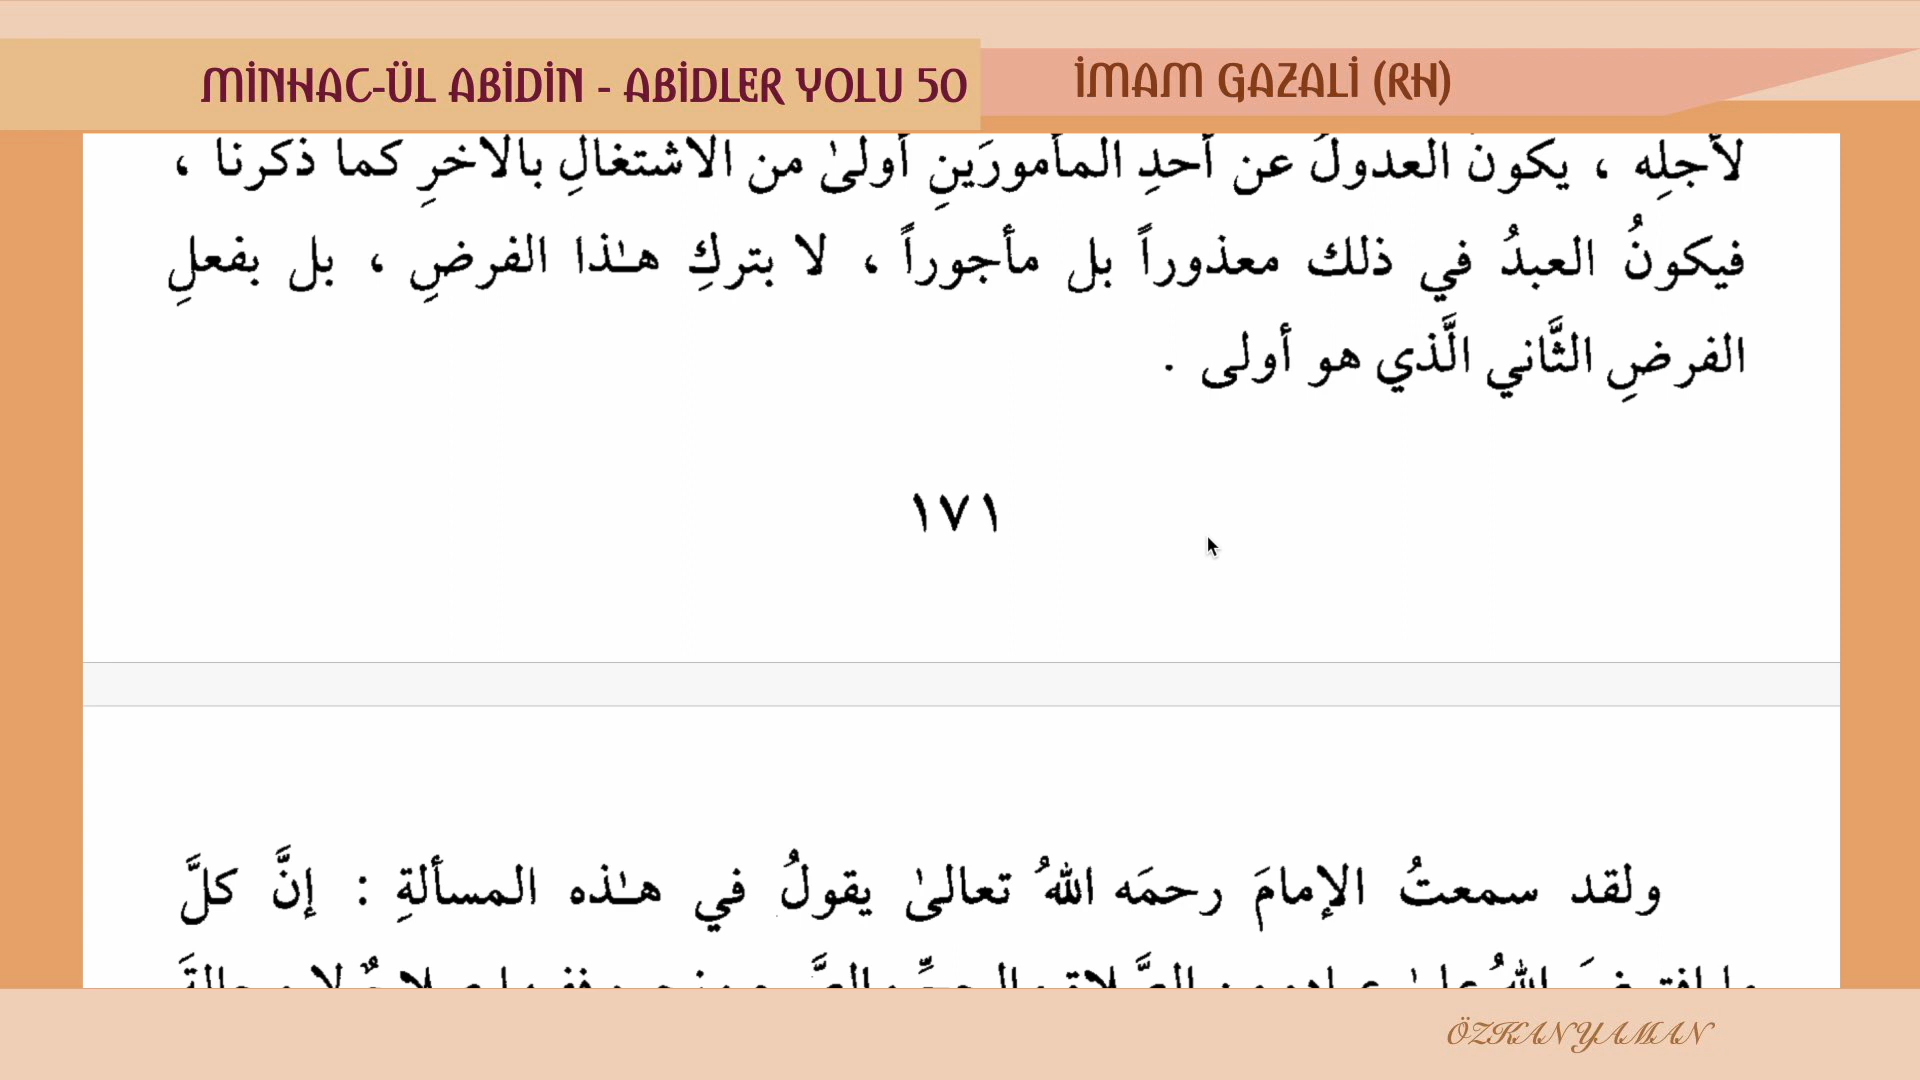 MİNHAC-ÜL ABİDİN - ABİDLER YOLU 50
İMAM GAZALİ (RH)
لأجلِه ، يكونُ العدولُ عن أحدِ المأمورَينِ أولىٰ من الاشتغالِ بالآخرِ كما ذكرنا ،
فيكونُ العبدُ في ذلك معذوراً بل مأجوراً ، لا بتركِ هـٰذا الفرضِ ، بل بفعلِ
الفرضِ الثَّاني الَّذي هو أولى .
١٧١
ولقد سمعتُ الإمامَ رحمَه اللهُ تعالىٰ يقولُ في هـٰذه المسألةِ : إنَّ كلَّ
ÖZKAN YAMAN